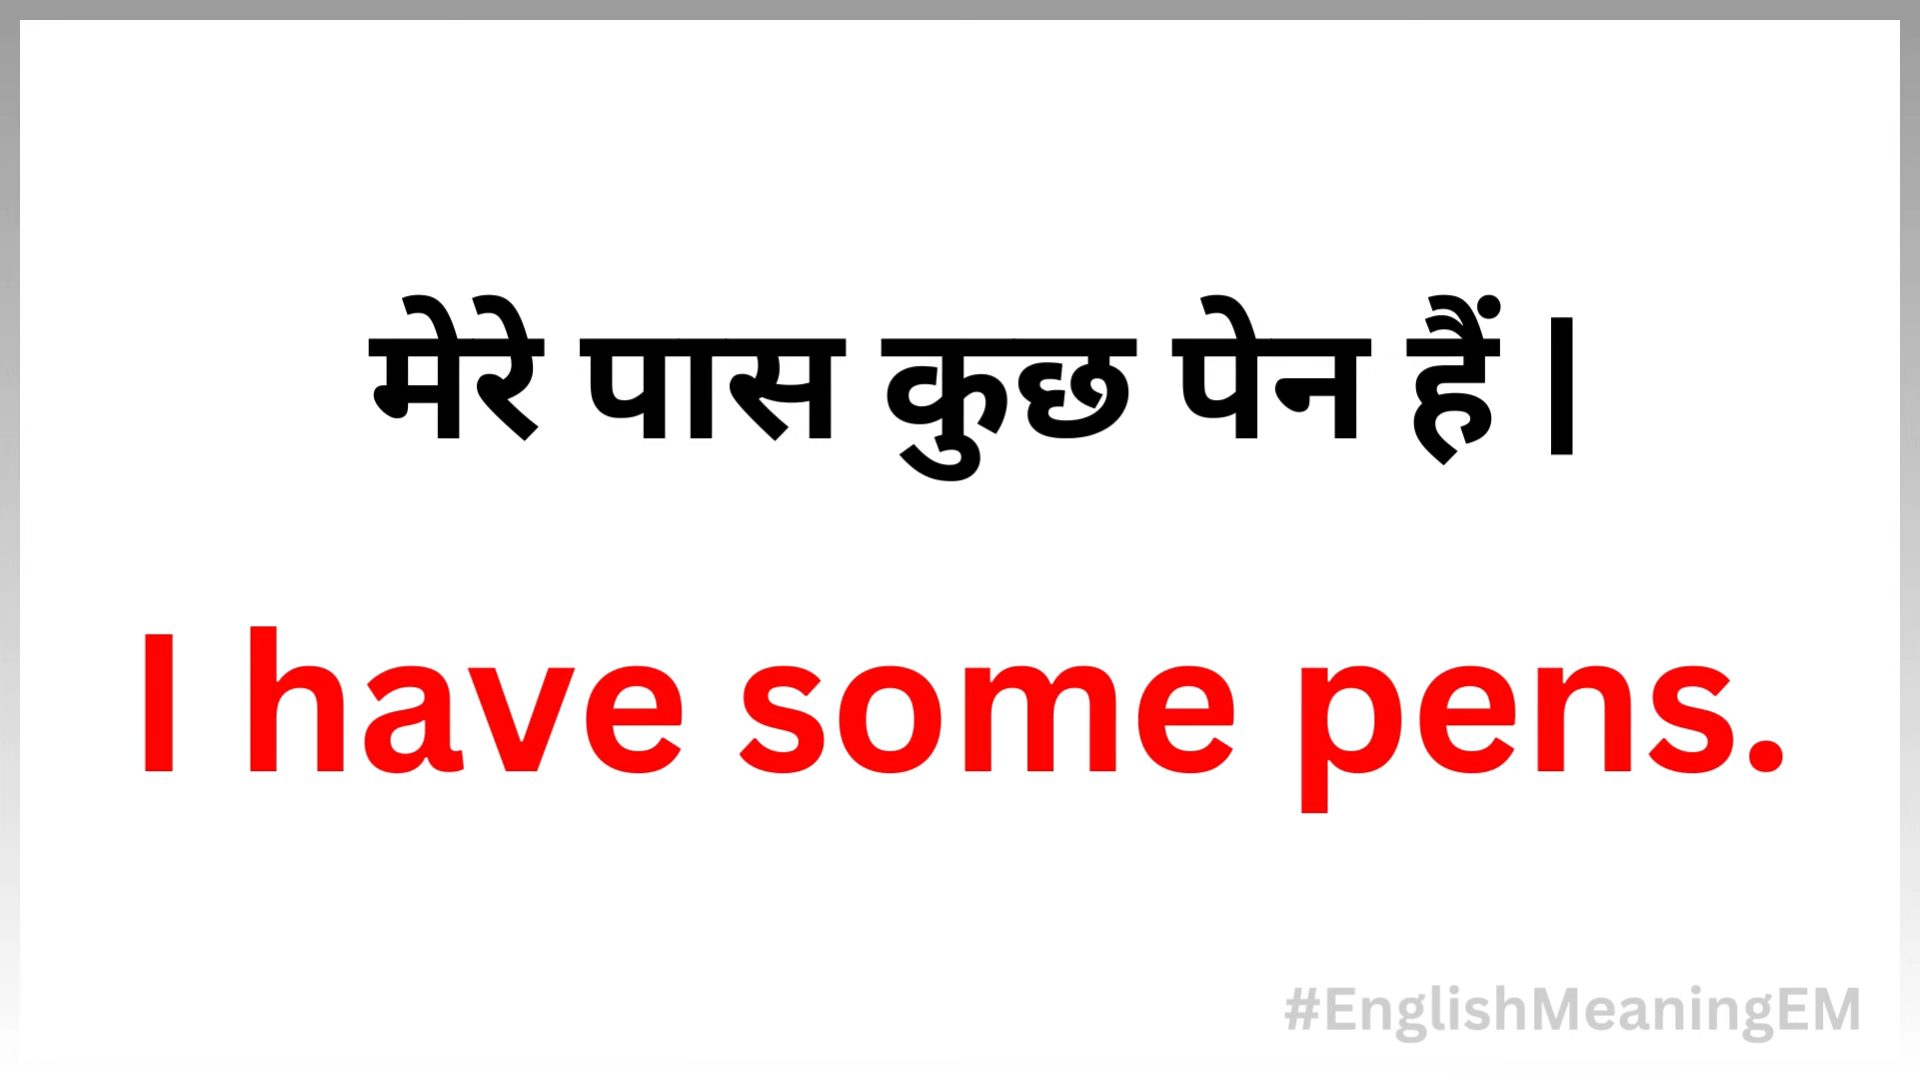 मेरे पास कुछ पेन हैं |
I have some pens.
#EnglishMeaningEM